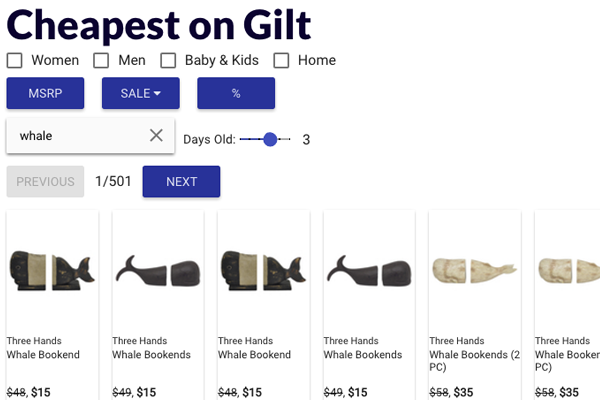 Cheapest on Gilt
Women Men Baby & Kids Home
MSRP SALE %
whale Days Old: 3
PREVIOUS 1/501 NEXT
Three Hands Three Hands Three Hands Three Hands Three Hands Three Hands
Whale Bookend Whale Bookends Whale Bookend Whale Bookends Whale Bookends (2 Whale
PC) PC)
$48, $15 $49, $15 $48, $15 $49, $15 $58, $35 $58, $35